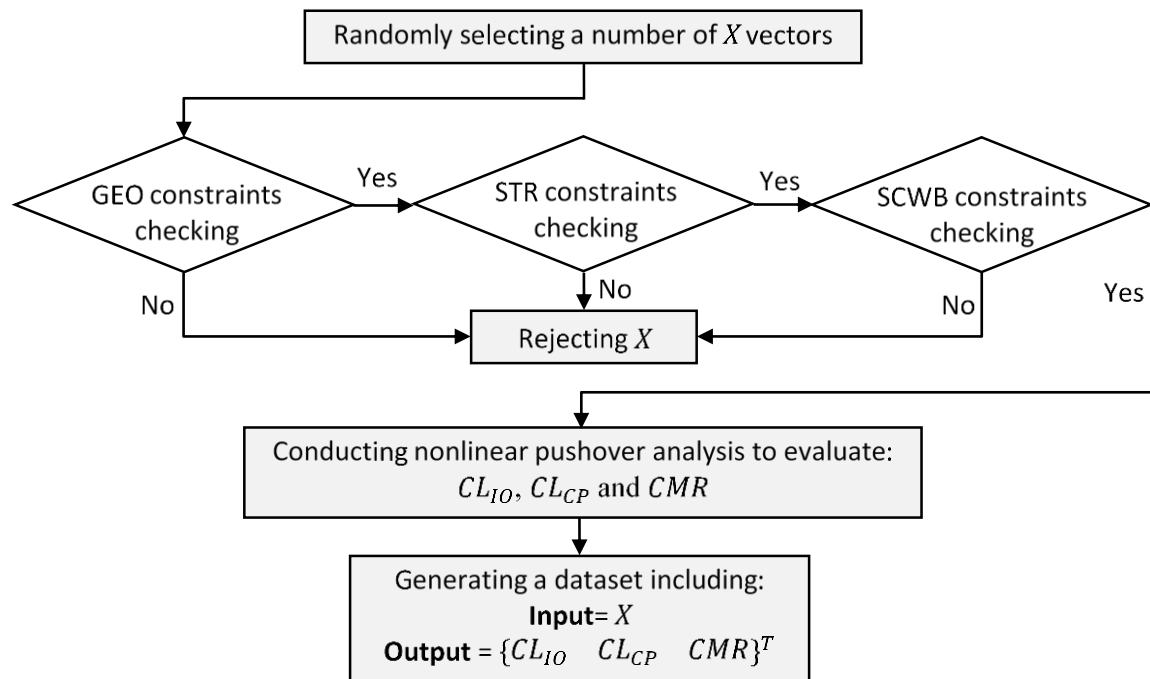 Randomly selecting a number of X vectors
GEO constraints
checking
Yes
STR constraints
checking
Yes
SCWB constraints
checking
No
No
No
Yes
Rejecting X
Conducting nonlinear pushover analysis to evaluate:
CL_IO, CL_CP and CMR
Generating a dataset including:
Input= X
Output = {CL_IO CL_CP CMR}^T